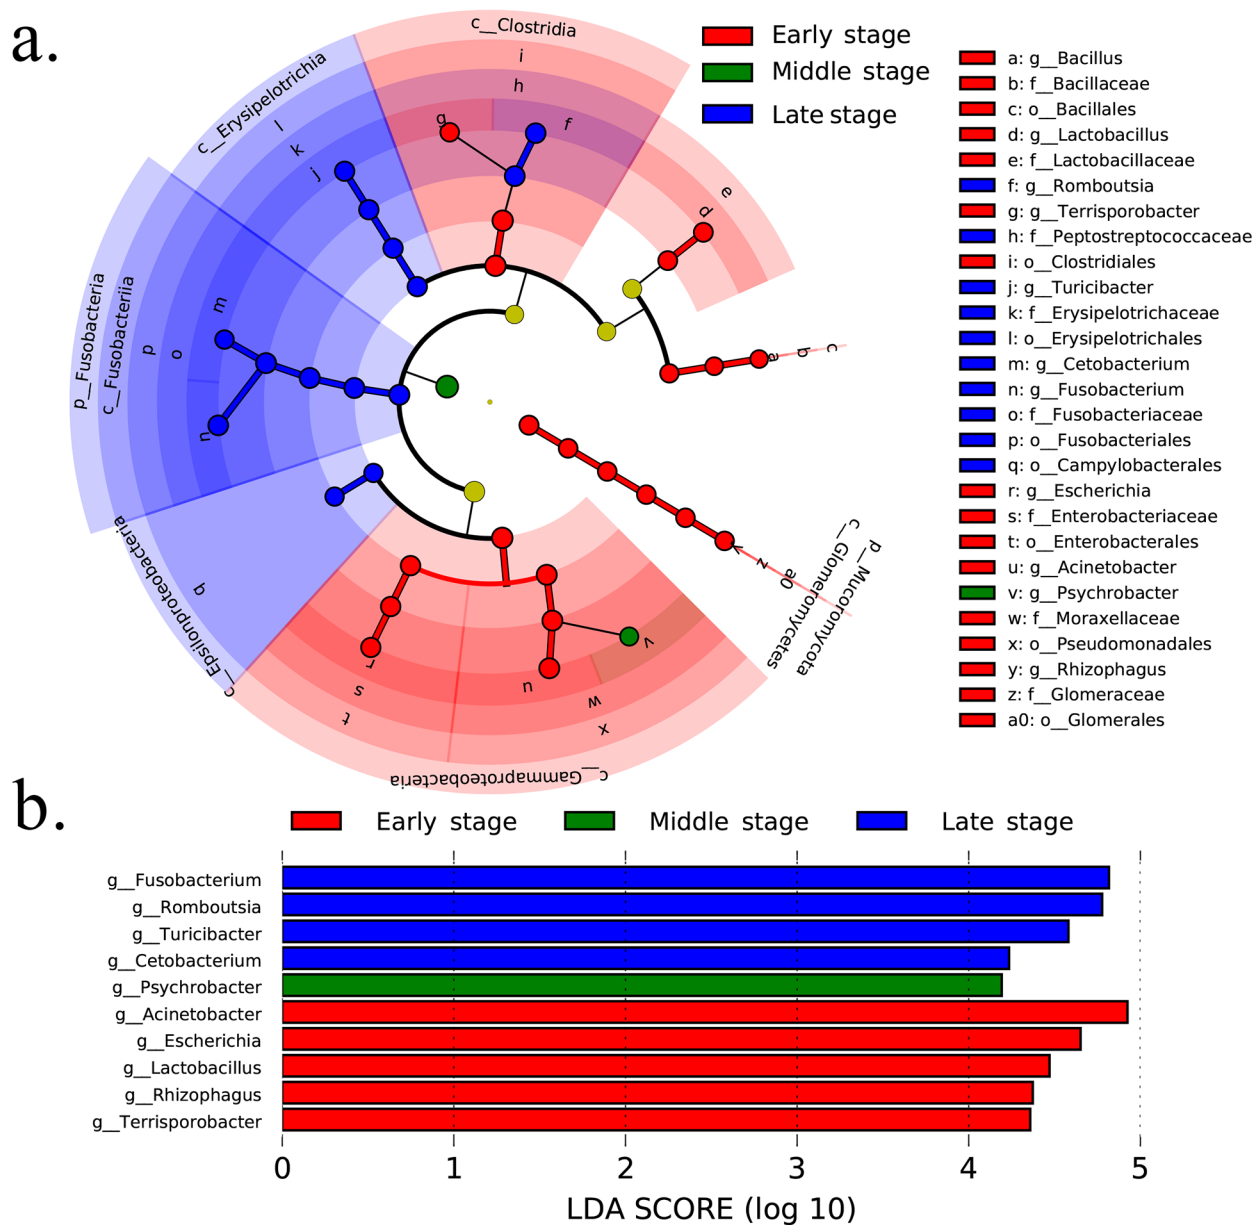 a.
Early stage
Middle stage
Late stage
c__Clostridia
i
h
g
f
c__Erysipelotrichia
l
k
j
e
d
c
b
a
p__Fusobacteria
c__Fusobacteriia
p
o
m
n
c__Epsilonproteobacteria
q
r
s
t
u
v
w
x
c__Gammaproteobacteria
y
z
a0
c__Glomeromycetes
p__Mucoromycota
a: g__Bacillus
b: f__Bacillaceae
c: o__Bacillales
d: g__Lactobacillus
e: f__Lactobacillaceae
f: g__Romboutsia
g: g__Terrisporobacter
h: f__Peptostreptococcaceae
i: o__Clostridiales
j: g__Turicibacter
k: f__Erysipelotrichaceae
l: o__Erysipelotrichales
m: g__Cetobacterium
n: g__Fusobacterium
o: f__Fusobacteriaceae
p: o__Fusobacteriales
q: o__Campylobacterales
r: g__Escherichia
s: f__Enterobacteriaceae
t: o__Enterobacterales
u: g__Acinetobacter
v: g__Psychrobacter
w: f__Moraxellaceae
x: o__Pseudomonadales
y: g__Rhizophagus
z: f__Glomeraceae
a0: o__Glomerales
b.
Early stage Middle stage Late stage
g__Fusobacterium
g__Romboutsia
g__Turicibacter
g__Cetobacterium
g__Psychrobacter
g__Acinetobacter
g__Escherichia
g__Lactobacillus
g__Rhizophagus
g__Terrisporobacter
0 1 2 3 4 5
LDA SCORE (log 10)